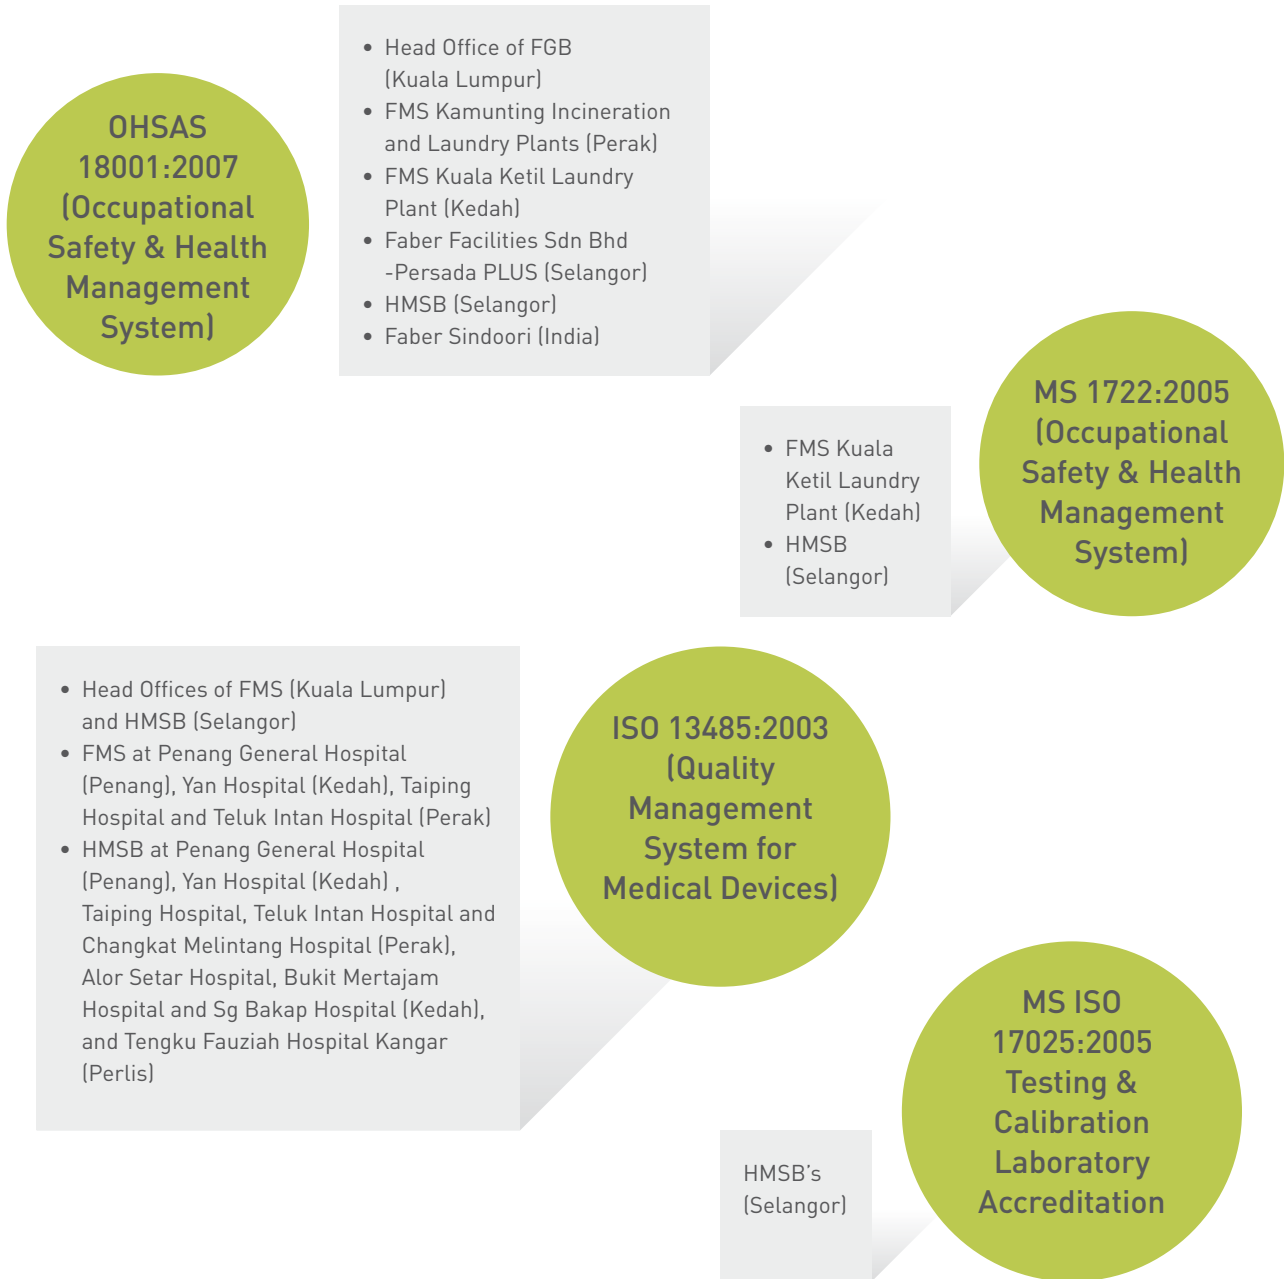 OHSAS
18001:2007
(Occupational
Safety & Health
Management
System)
• Head Office of FGB
(Kuala Lumpur)
• FMS Kamunting Incineration
and Laundry Plants (Perak)
• FMS Kuala Ketil Laundry
Plant (Kedah)
• Faber Facilities Sdn Bhd
-Persada PLUS (Selangor)
• HMSB (Selangor)
• Faber Sindoori (India)
MS 1722:2005
(Occupational
Safety & Health
Management
System)
• FMS Kuala
Ketil Laundry
Plant (Kedah)
• HMSB
(Selangor)
• Head Offices of FMS (Kuala Lumpur)
and HMSB (Selangor)
• FMS at Penang General Hospital
(Penang), Yan Hospital (Kedah), Taiping
Hospital and Teluk Intan Hospital (Perak)
• HMSB at Penang General Hospital
(Penang), Yan Hospital (Kedah) ,
Taiping Hospital, Teluk Intan Hospital and
Changkat Melintang Hospital (Perak),
Alor Setar Hospital, Bukit Mertajam
Hospital and Sg Bakap Hospital (Kedah),
and Tengku Fauziah Hospital Kangar
(Perlis)
ISO 13485:2003
(Quality
Management
System for
Medical Devices)
MS ISO
17025:2005
Testing &
Calibration
Laboratory
Accreditation
HMSB's
(Selangor)